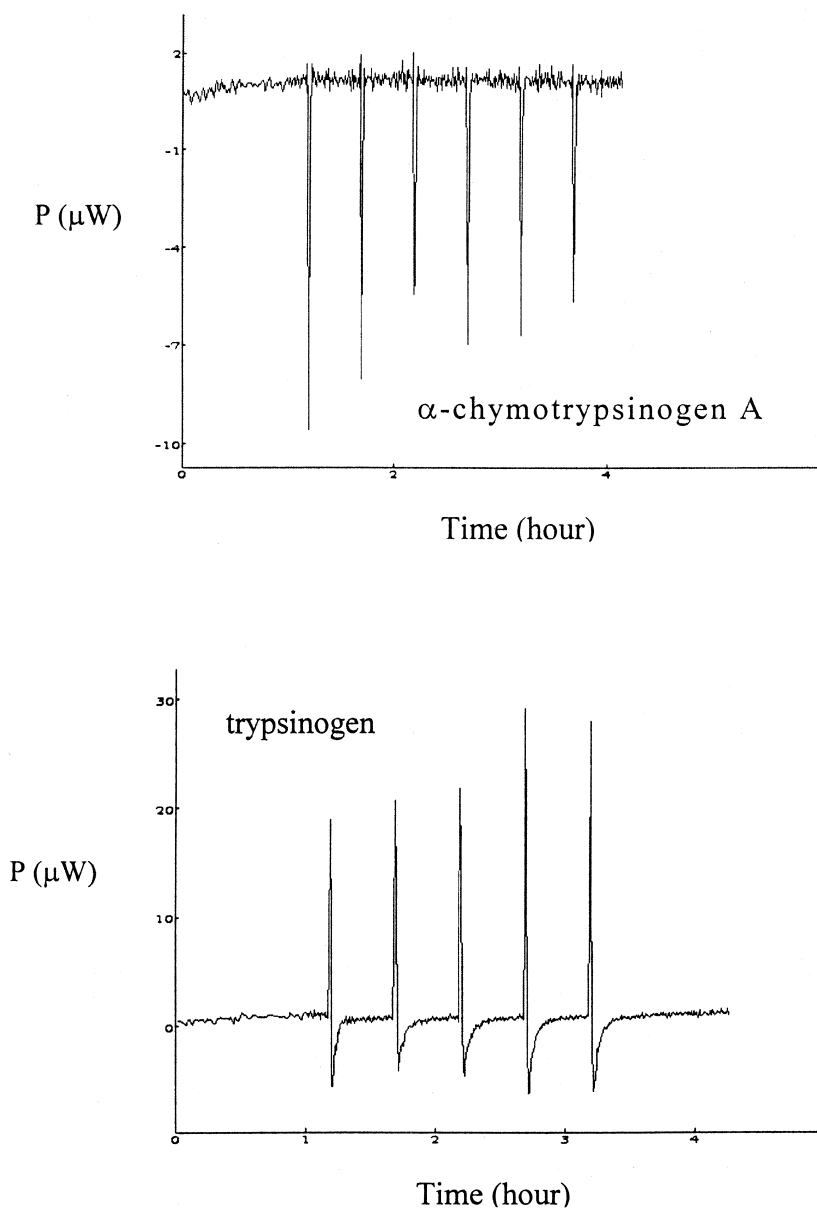 2
-1
P (μW)
-4
-7
α-chymotrypsinogen A
-10
0 2 4
Time (hour)
30
trypsinogen
20
P (μW)
10
0
0 1 2 3 4
Time (hour)